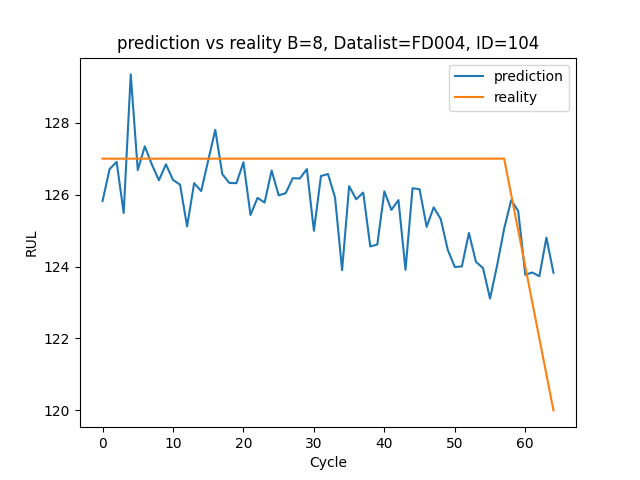 prediction vs reality B=8, Datalist=FD004, ID=104
prediction
reality
128
126
124
122
120
RUL
0 10 20 30 40 50 60
Cycle